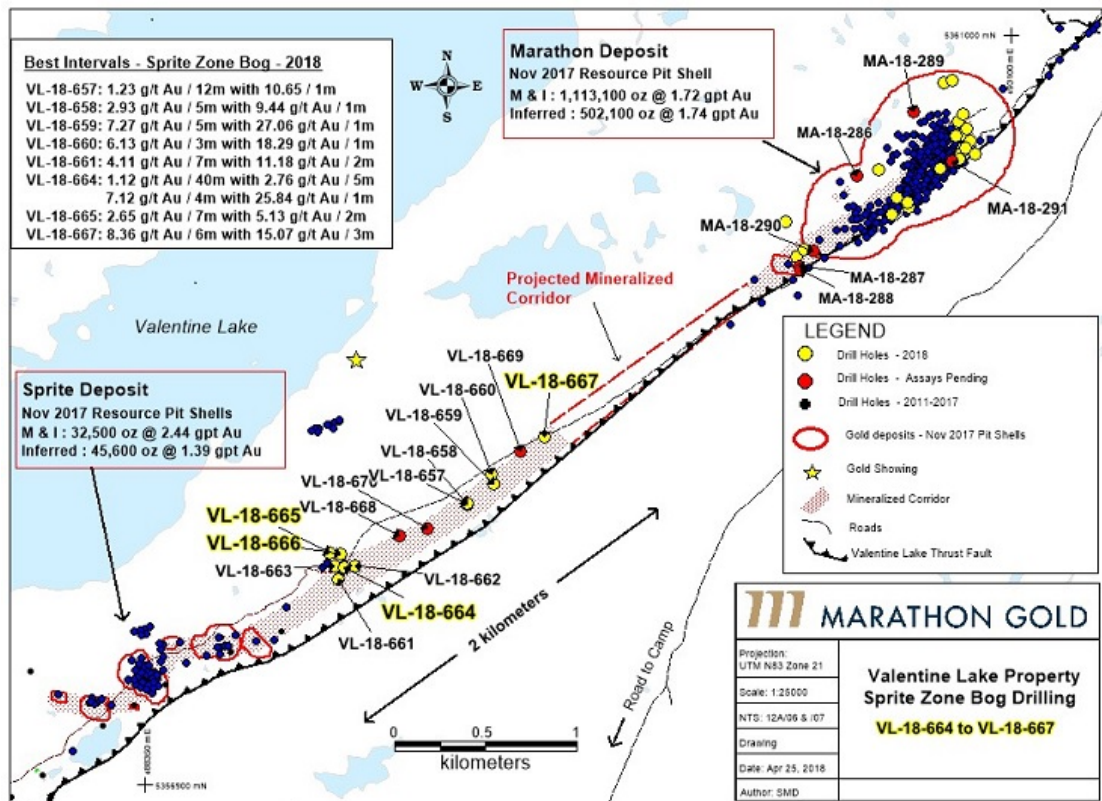 Best Intervals - Sprite Zone Bog - 2018
VL-18-657: 1.23 g/t Au / 12m with 10.65 / 1m
VL-18-658: 2.93 g/t Au / 5m with 9.44 g/t Au / 1m
VL-18-659: 7.27 g/t Au / 5m with 27.06 g/t Au / 1m
VL-18-660: 6.13 g/t Au / 3m with 18.29 g/t Au / 1m
VL-18-661: 4.11 g/t Au / 7m with 11.18 g/t Au / 2m
VL-18-664: 1.12 g/t Au / 40m with 2.76 g/t Au / 5m
7.12 g/t Au / 4m with 25.84 g/t Au / 1m
VL-18-665: 2.65 g/t Au / 7m with 5.13 g/t Au / 2m
VL-18-667: 8.36 g/t Au / 6m with 15.07 g/t Au / 3m
N
W
E
S
Marathon Deposit
Nov 2017 Resource Pit Shell
M & I : 1,113,100 oz @ 1.72 gpt Au
Inferred : 502,100 oz @ 1.74 gpt Au
5361000 mN
MA-18-289
MA-18-286
MA-18-291
MA-18-290
MA-18-287
MA-18-288
Projected Mineralized
Corridor
Valentine Lake
Sprite Deposit
Nov 2017 Resource Pit Shells
M & I : 32,500 oz @ 2.44 gpt Au
Inferred : 45,600 oz @ 1.39 gpt Au
VL-18-669
VL-18-667
VL-18-660
VL-18-659
VL-18-658
VL-18-657
VL-18-668
VL-18-665
VL-18-666
VL-18-663
VL-18-662
VL-18-664
VL-18-661
2 kilometers
Road to Camp
0 0.5 1
kilometers
5356500 mN
LEGEND
Drill Holes - 2018
Drill Holes - Assays Pending
Drill Holes - 2011-2017
Gold deposits - Nov 2017 Pit Shells
Gold Showing
Mineralized Corridor
Roads
Valentine Lake Thrust Fault
MARATHON GOLD
Projection:
UTM N83 Zone 21
Scale: 1:25000
NTS: 12A/06 & /07
Drawing
Date: Apr 25, 2018
Author: SMD
Valentine Lake Property
Sprite Zone Bog Drilling
VL-18-664 to VL-18-667